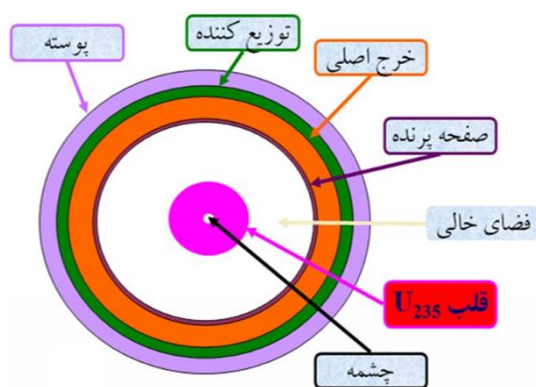 توزیع کننده
پوسته
خرج اصلی
صفحه پرنده
فضای خالی
قلب U235
چشمه